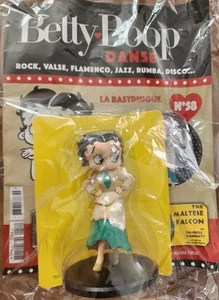 Betty Boop
DANSE
ROCK, VALSE, FLAMENCO, JAZZ, RUMBA, DISCO...
LA BASTRINGUE
N°58
THE
MALTESE
FALCON